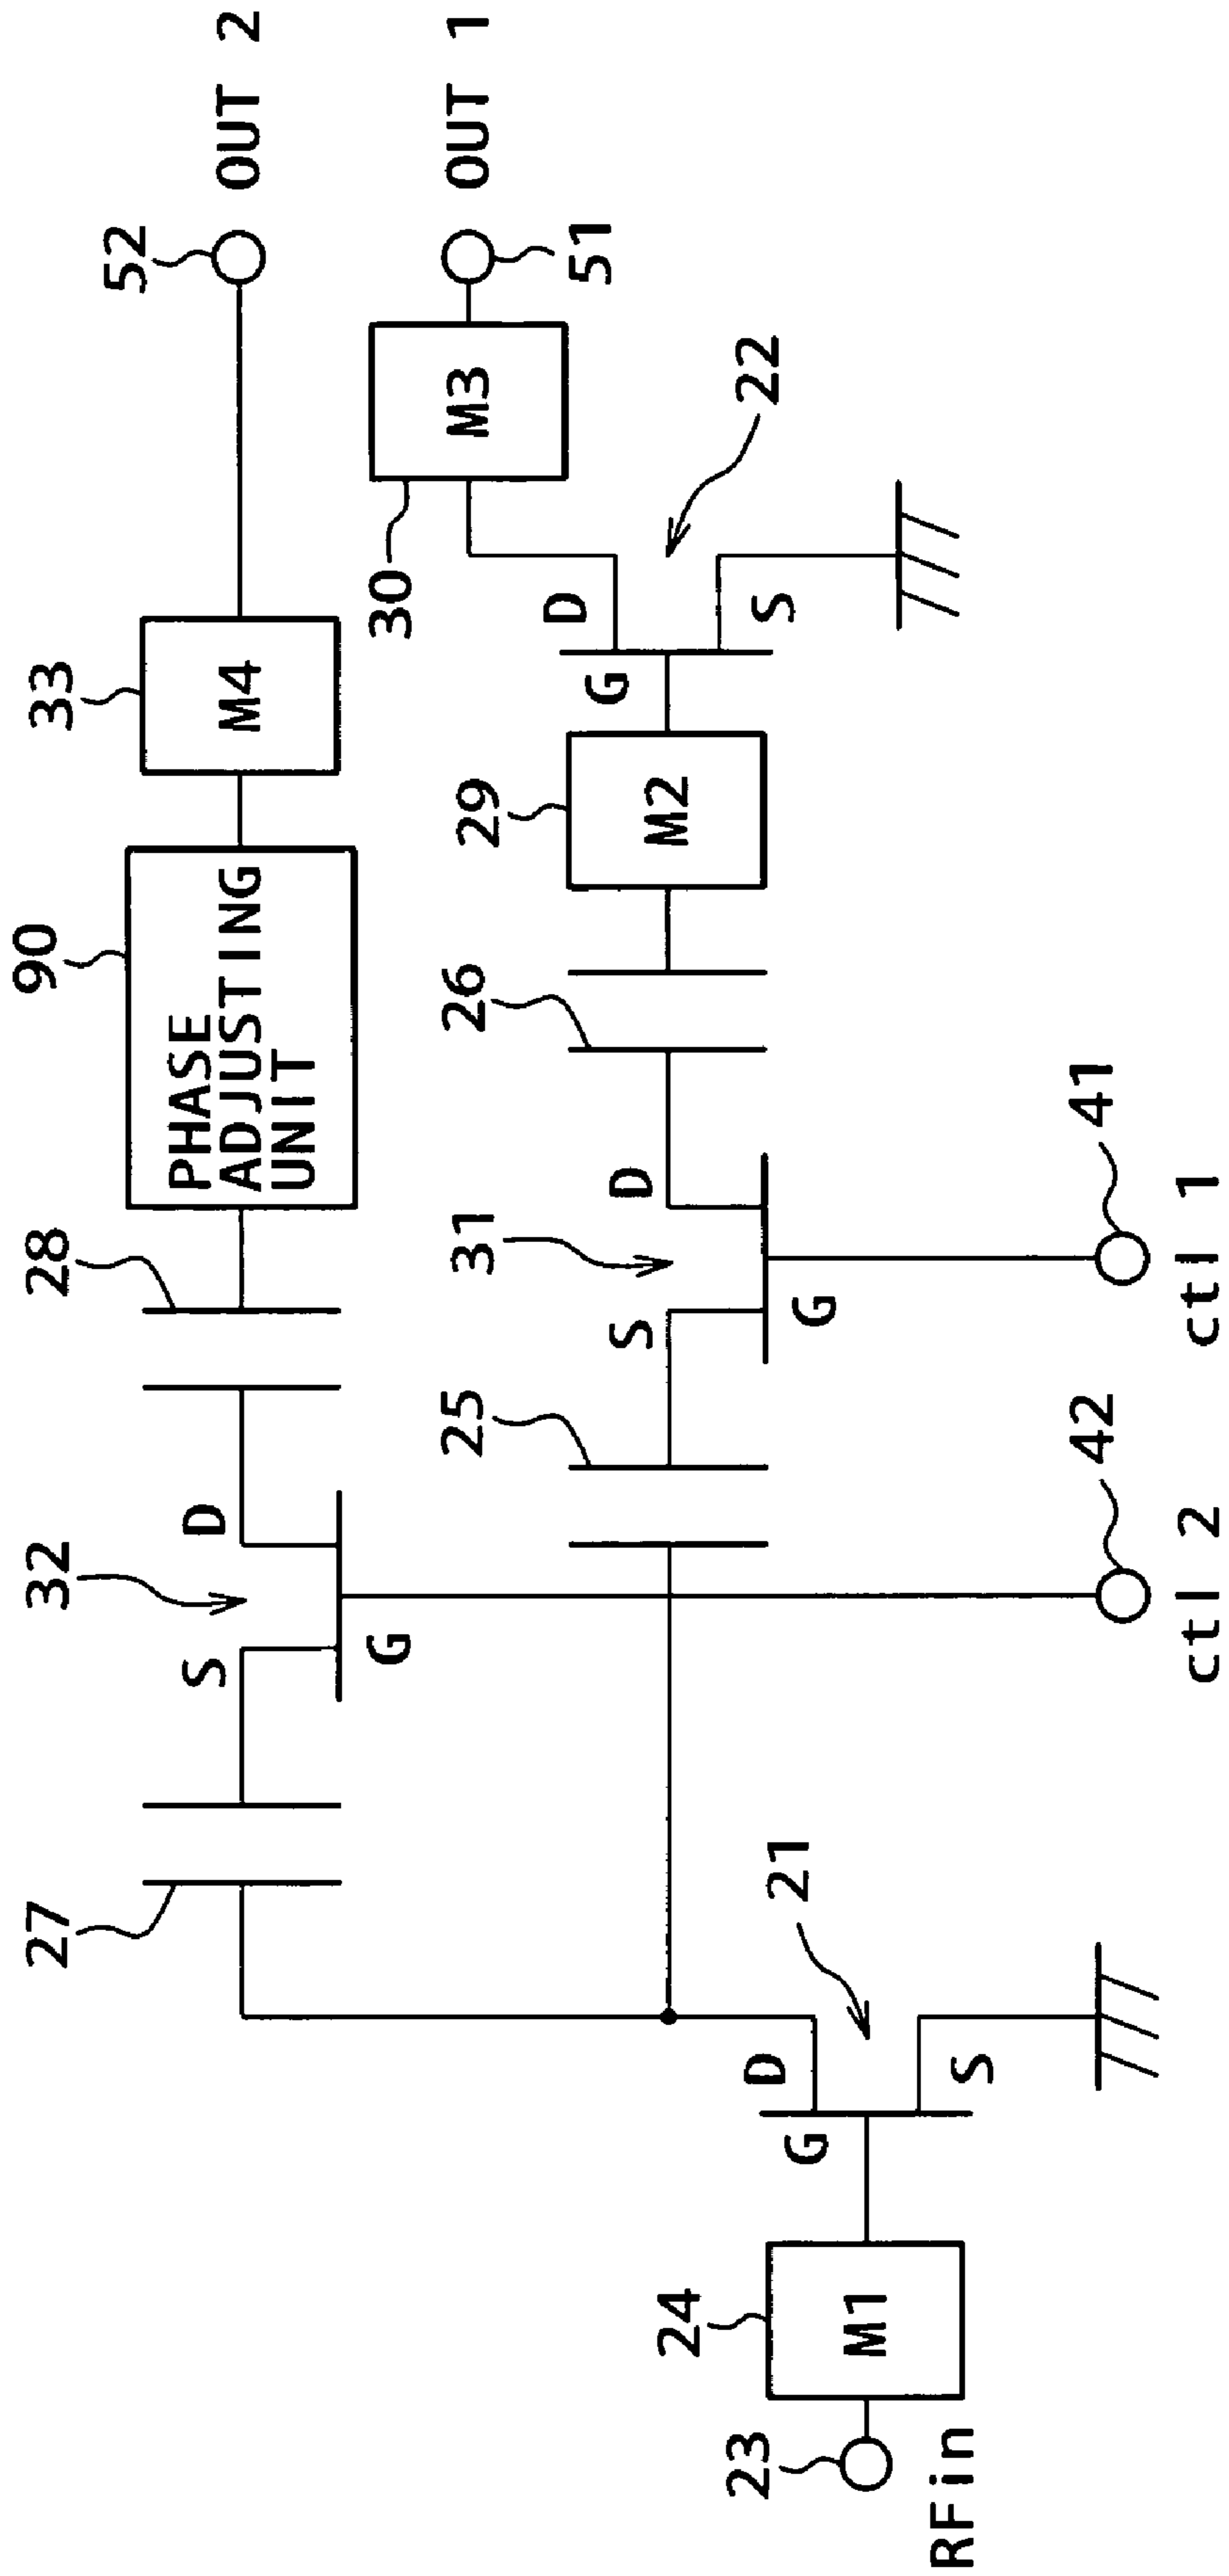 52
OUT 2
33
M4
90
PHASE
ADJUSTING
UNIT
28
32
S
D
G
27
M3
OUT 1
51
30
22
D
G
S
29
M2
26
31
S
D
G
25
41
ctl 1
42
ctl 2
21
D
G
S
24
M1
23
RFin